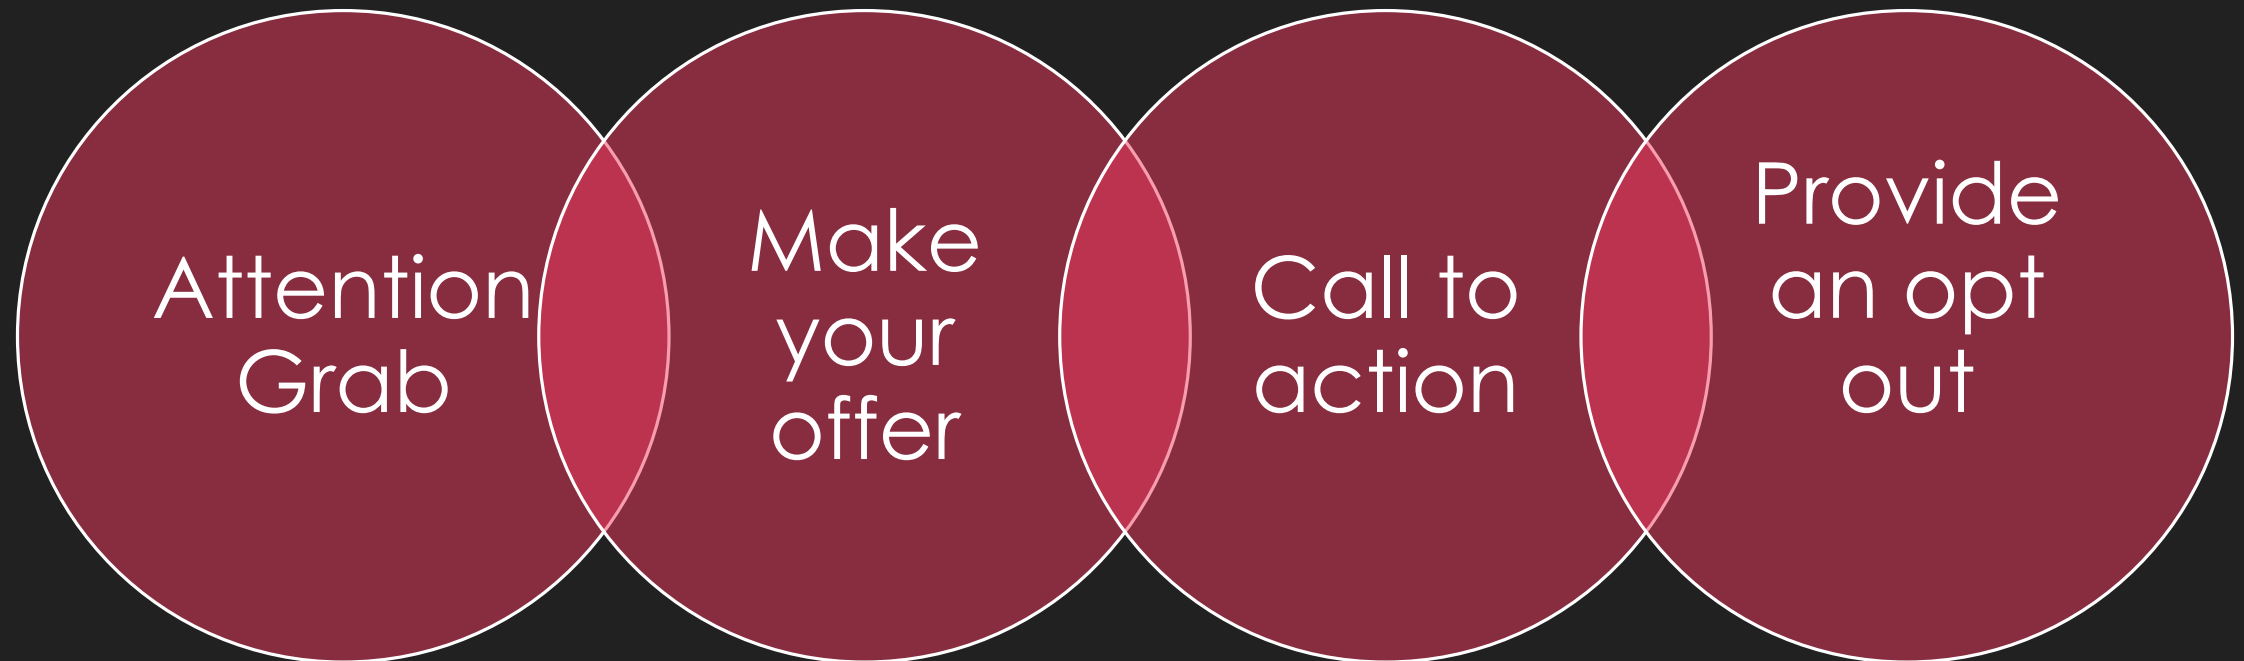 Attention
Grab
Make
your
offer
Call to
action
Provide
an opt
out